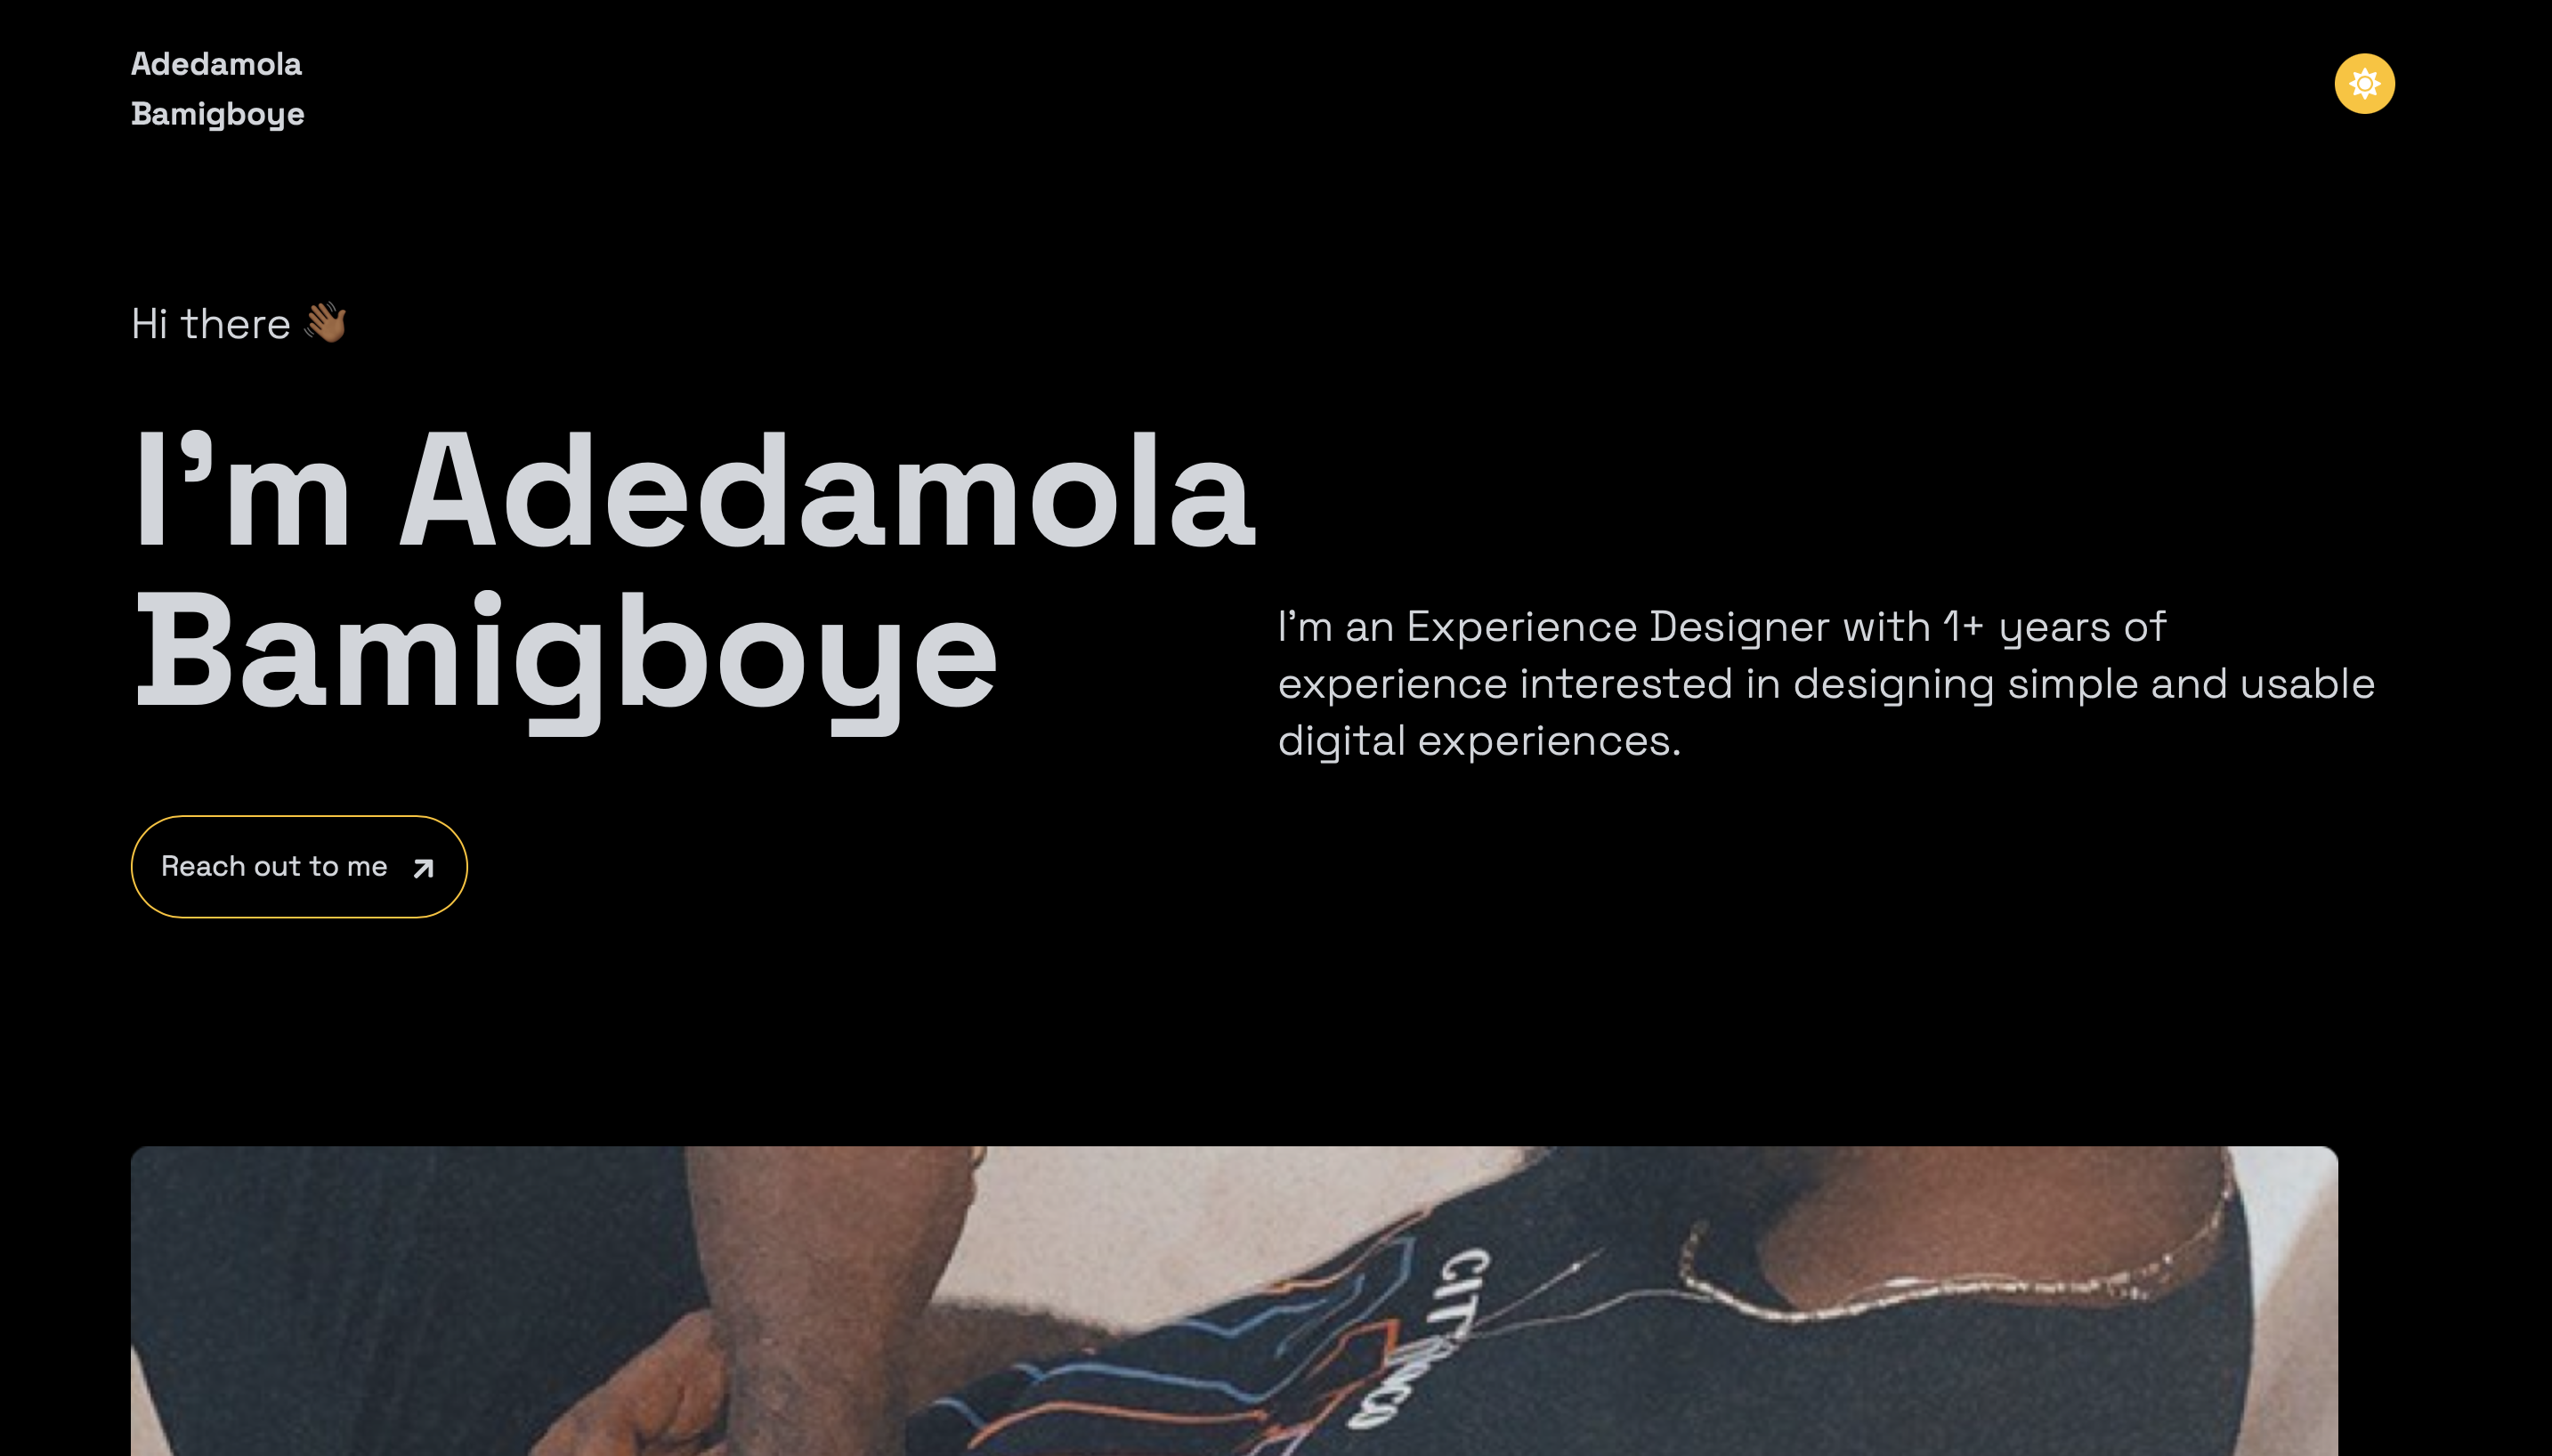 Adedamola
Bamigboye
Hi there 👋🏾
I'm Adedamola
Bamigboye
I'm an Experience Designer with 1+ years of
experience interested in designing simple and usable
digital experiences.
Reach out to me